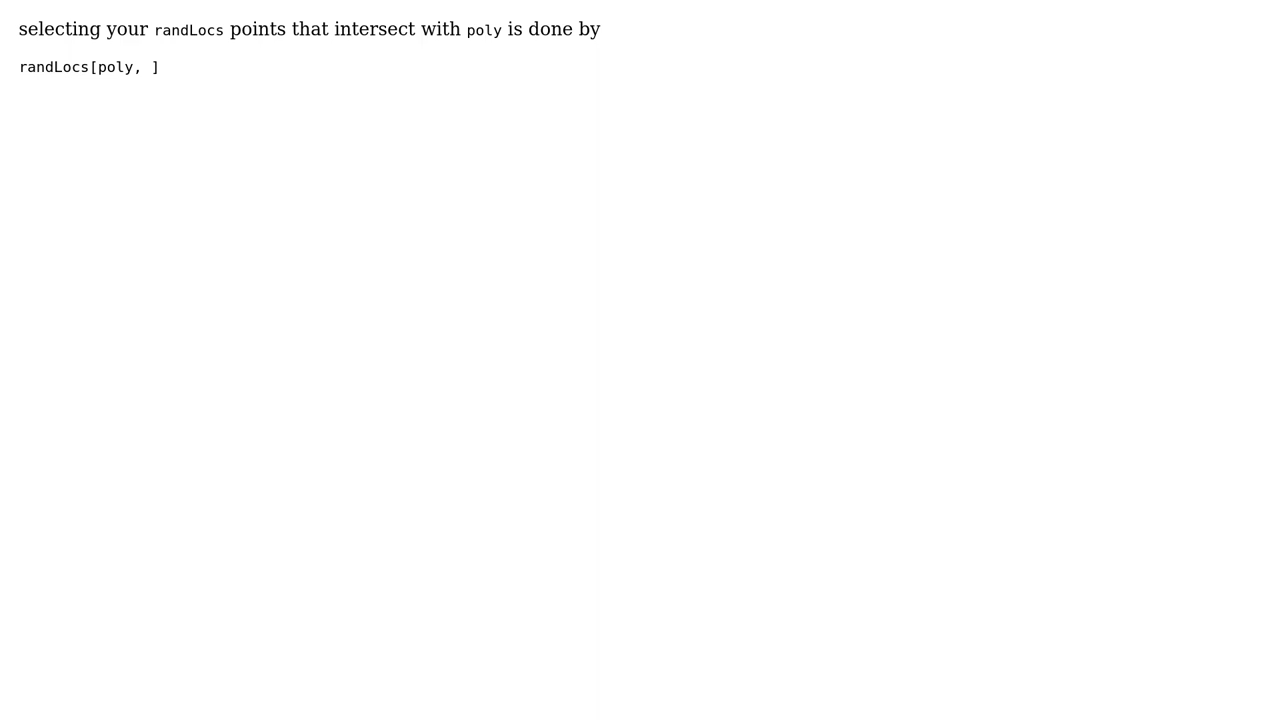 selecting your randLocs points that intersect with poly is done by
randLocs[poly, ]